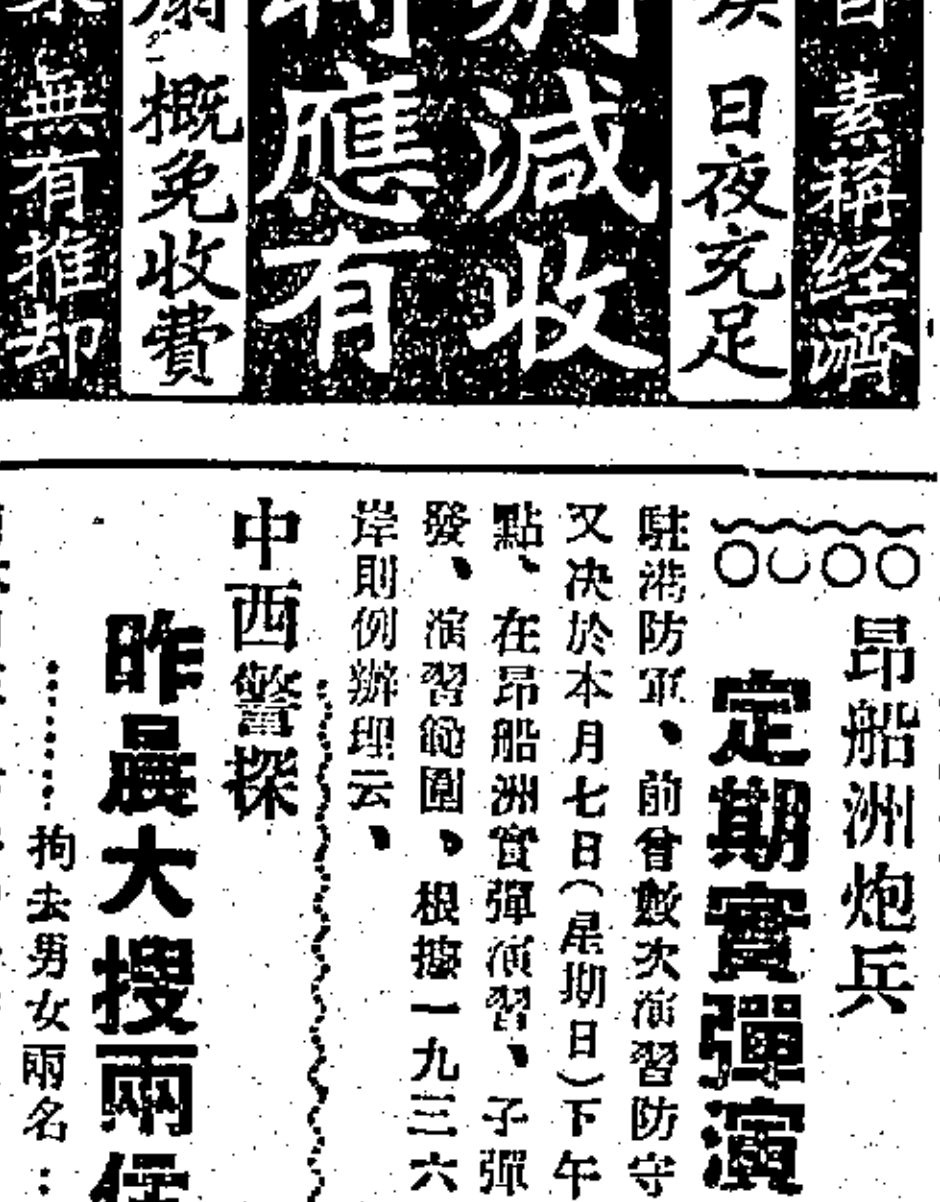 素稱經濟
日夜充足
減收
應有
概免收費
無有推却
昂船洲炮兵
定期實彈演
駐港防軍、前曾數次演習防守
又决於本月七日(星期日)下午
點、在昂船洲實彈演習、子彈
發、演習範圍、根據一九三六
岸則例辦理云、
中西警探
昨晨大搜兩
拘去男女兩名